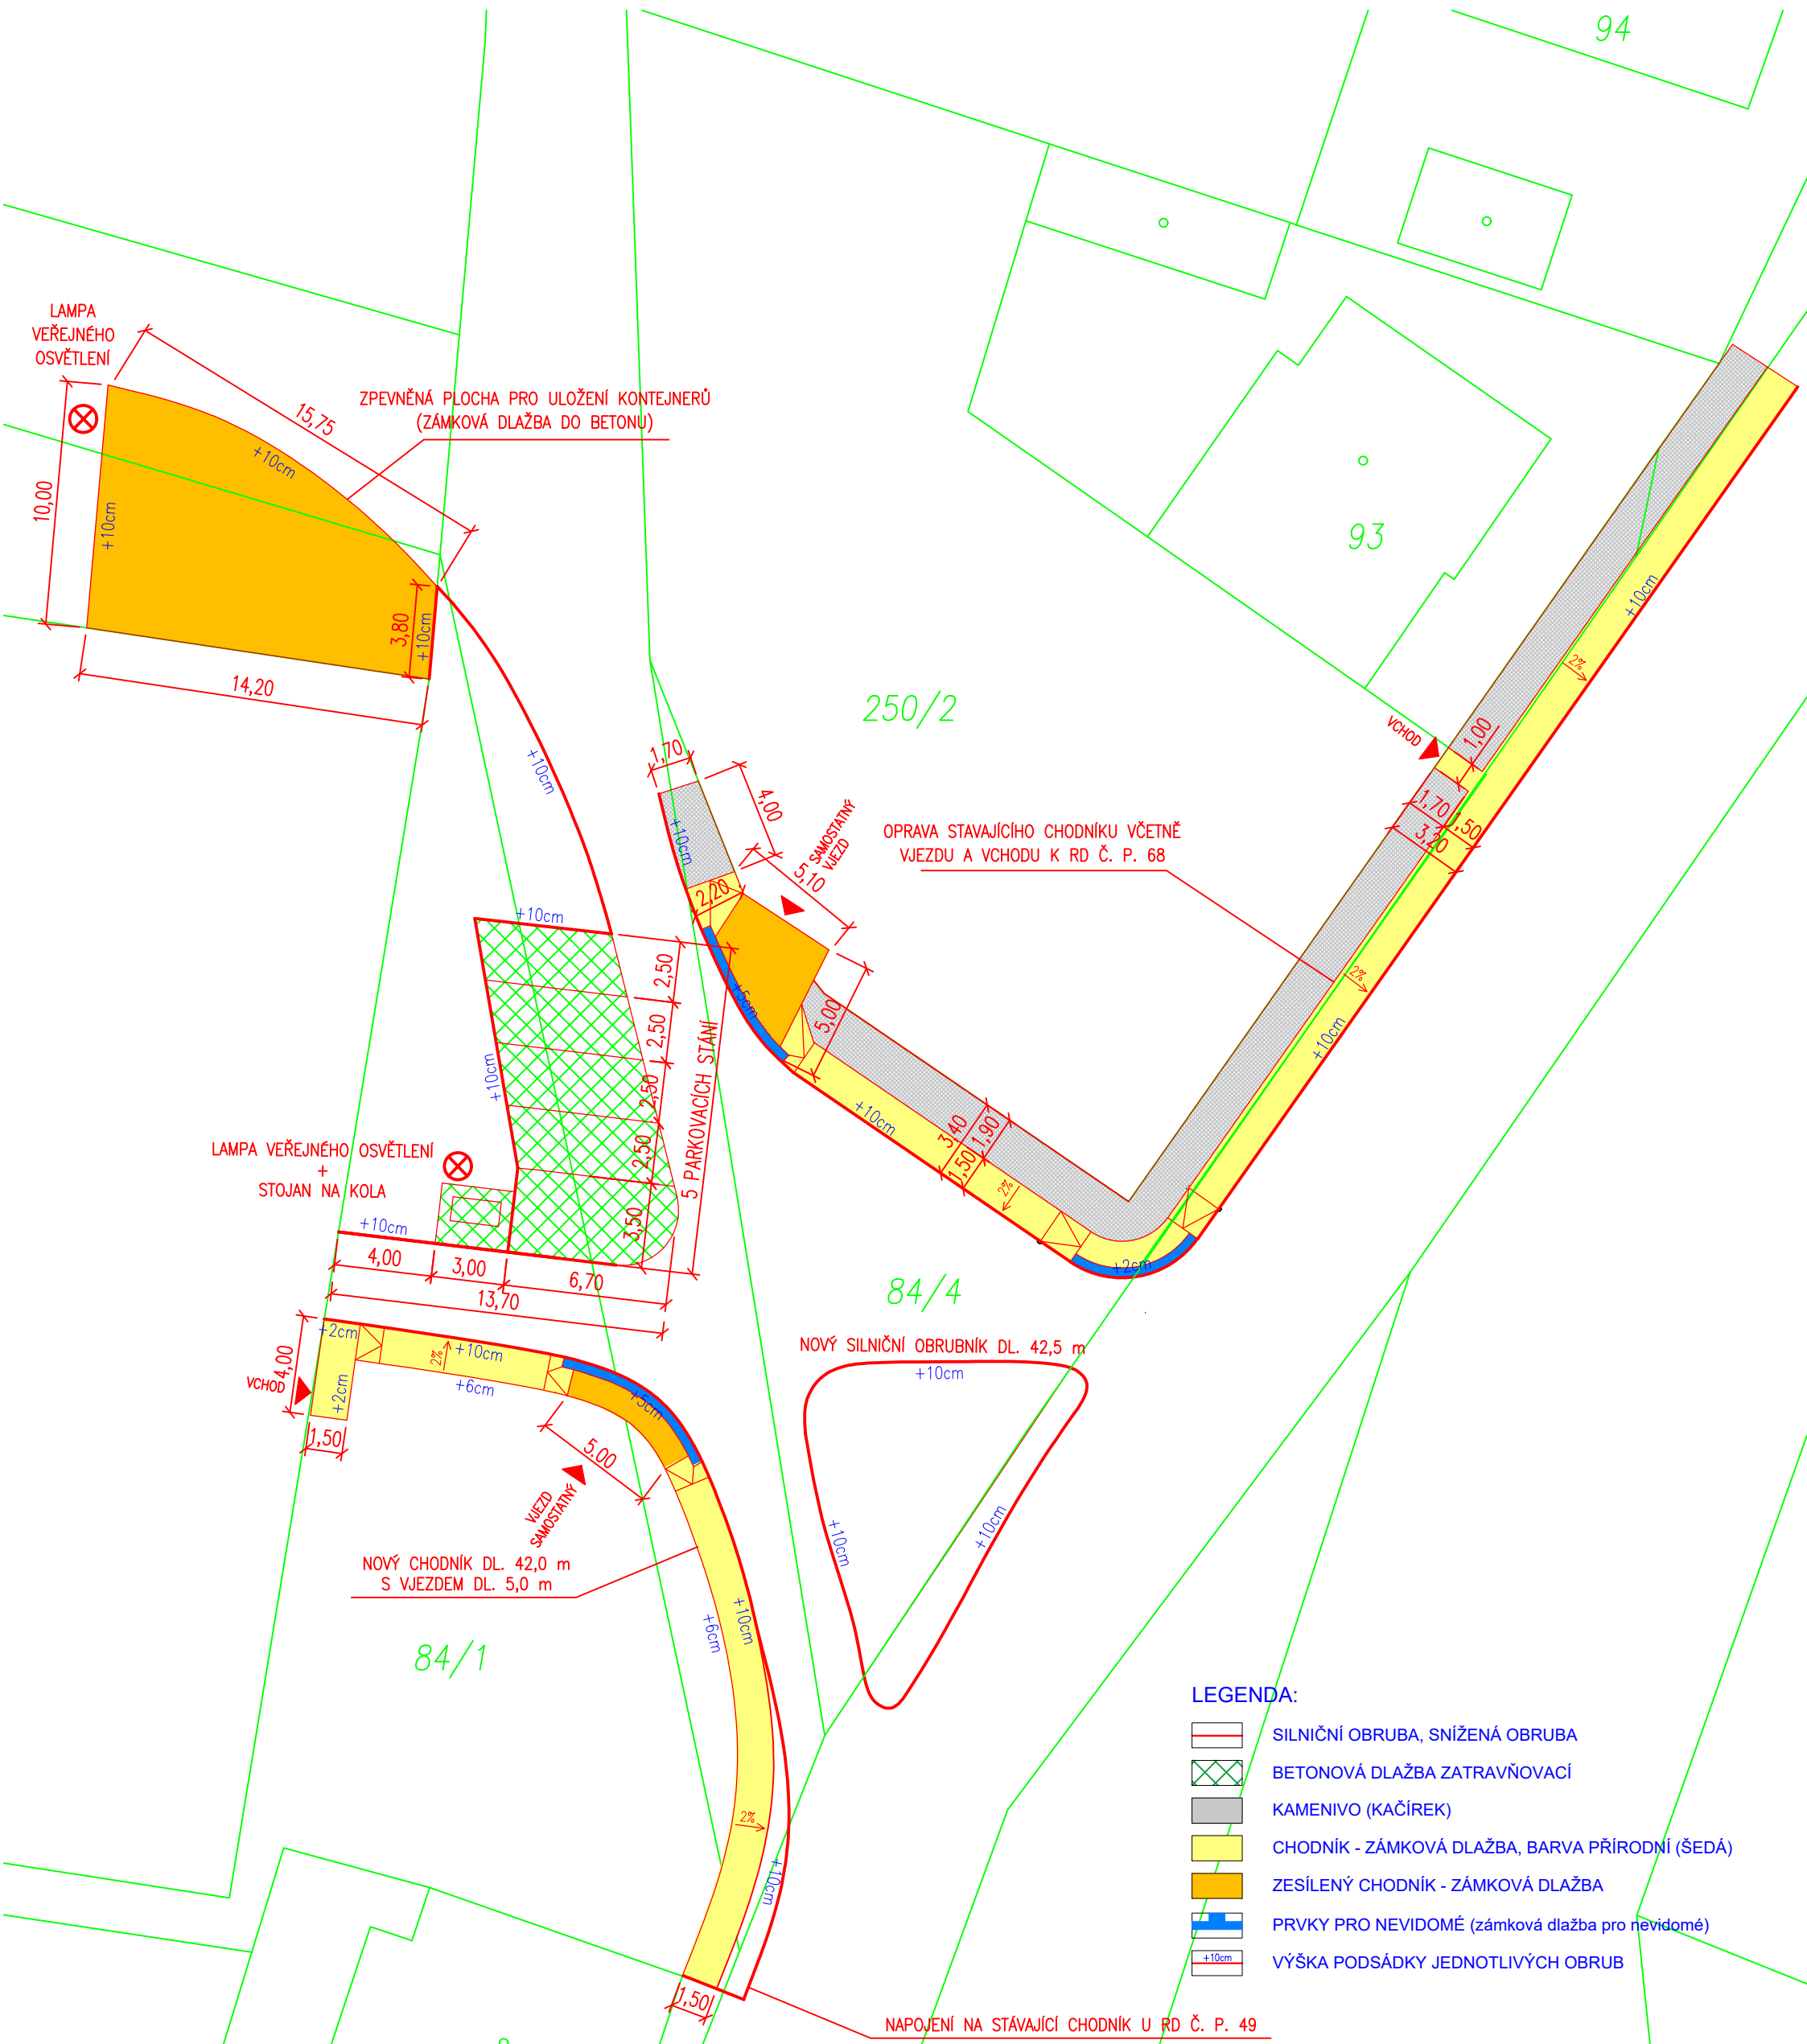 94
LAMPA
VEŘEJNÉHO
OSVĚTLENÍ
15,75
ZPEVNĚNÁ PLOCHA PRO ULOŽENÍ KONTEJNERŮ
(ZÁMKOVÁ DLAŽBA DO BETONU)
+10cm
10,00
+10cm
3,80
+10cm
14,20
93
+10cm
2%
250/2
VCHOD
1,00
1,70
1,50
3,20
+10cm
1,70
4,00
+10cm
SAMOSTATNÝ
VJEZD
5,10
2,20
OPRAVA STAVAJÍCÍHO CHODNÍKU VČETNĚ
VJEZDU A VCHODU K RD Č. P. 68
+10cm
2,50
2,50
2,50
2,50
3,50
5 PARKOVACÍCH STÁNÍ
+5cm
5,00
2%
+10cm
+10cm
+10cm
3,40
1,90
1,50
2%
+2cm
LAMPA VEŘEJNÉHO OSVĚTLENÍ
+
STOJAN NA KOLA
+10cm
4,00
3,00
6,70
13,70
84/4
+2cm
4,00
VCHOD
+2cm
1,50
2%
+10cm
+6cm
+5cm
5.00
VJEZD
SAMOSTATNÝ
NOVÝ SILNIČNÍ OBRUBNÍK DL. 42,5 m
+10cm
+10cm
+10cm
NOVÝ CHODNÍK DL. 42,0 m
S VJEZDEM DL. 5,0 m
+6cm
+10cm
84/1
2%
+10cm
1,50
NAPOJENÍ NA STÁVAJÍCÍ CHODNÍK U RD Č. P. 49
LEGENDA:
SILNIČNÍ OBRUBA, SNÍŽENÁ OBRUBA
BETONOVÁ DLAŽBA ZATRAVŇOVACÍ
KAMENIVO (KAČÍREK)
CHODNÍK - ZÁMKOVÁ DLAŽBA, BARVA PŘÍRODNÍ (ŠEDÁ)
ZESÍLENÝ CHODNÍK - ZÁMKOVÁ DLAŽBA
PRVKY PRO NEVIDOMÉ (zámková dlažba pro nevidomé)
+10cm VÝŠKA PODSÁDKY JEDNOTLIVÝCH OBRUB